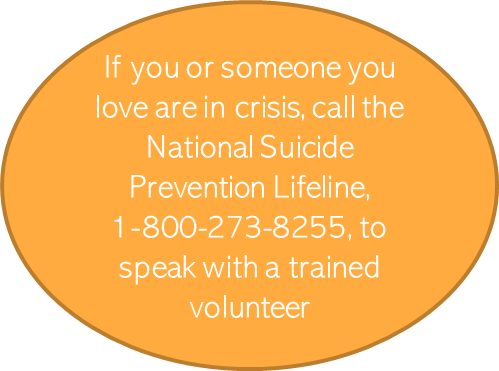 If you or someone you
love are in crisis, call the
National Suicide
Prevention Lifeline,
1-800-273-8255, to
speak with a trained
volunteer